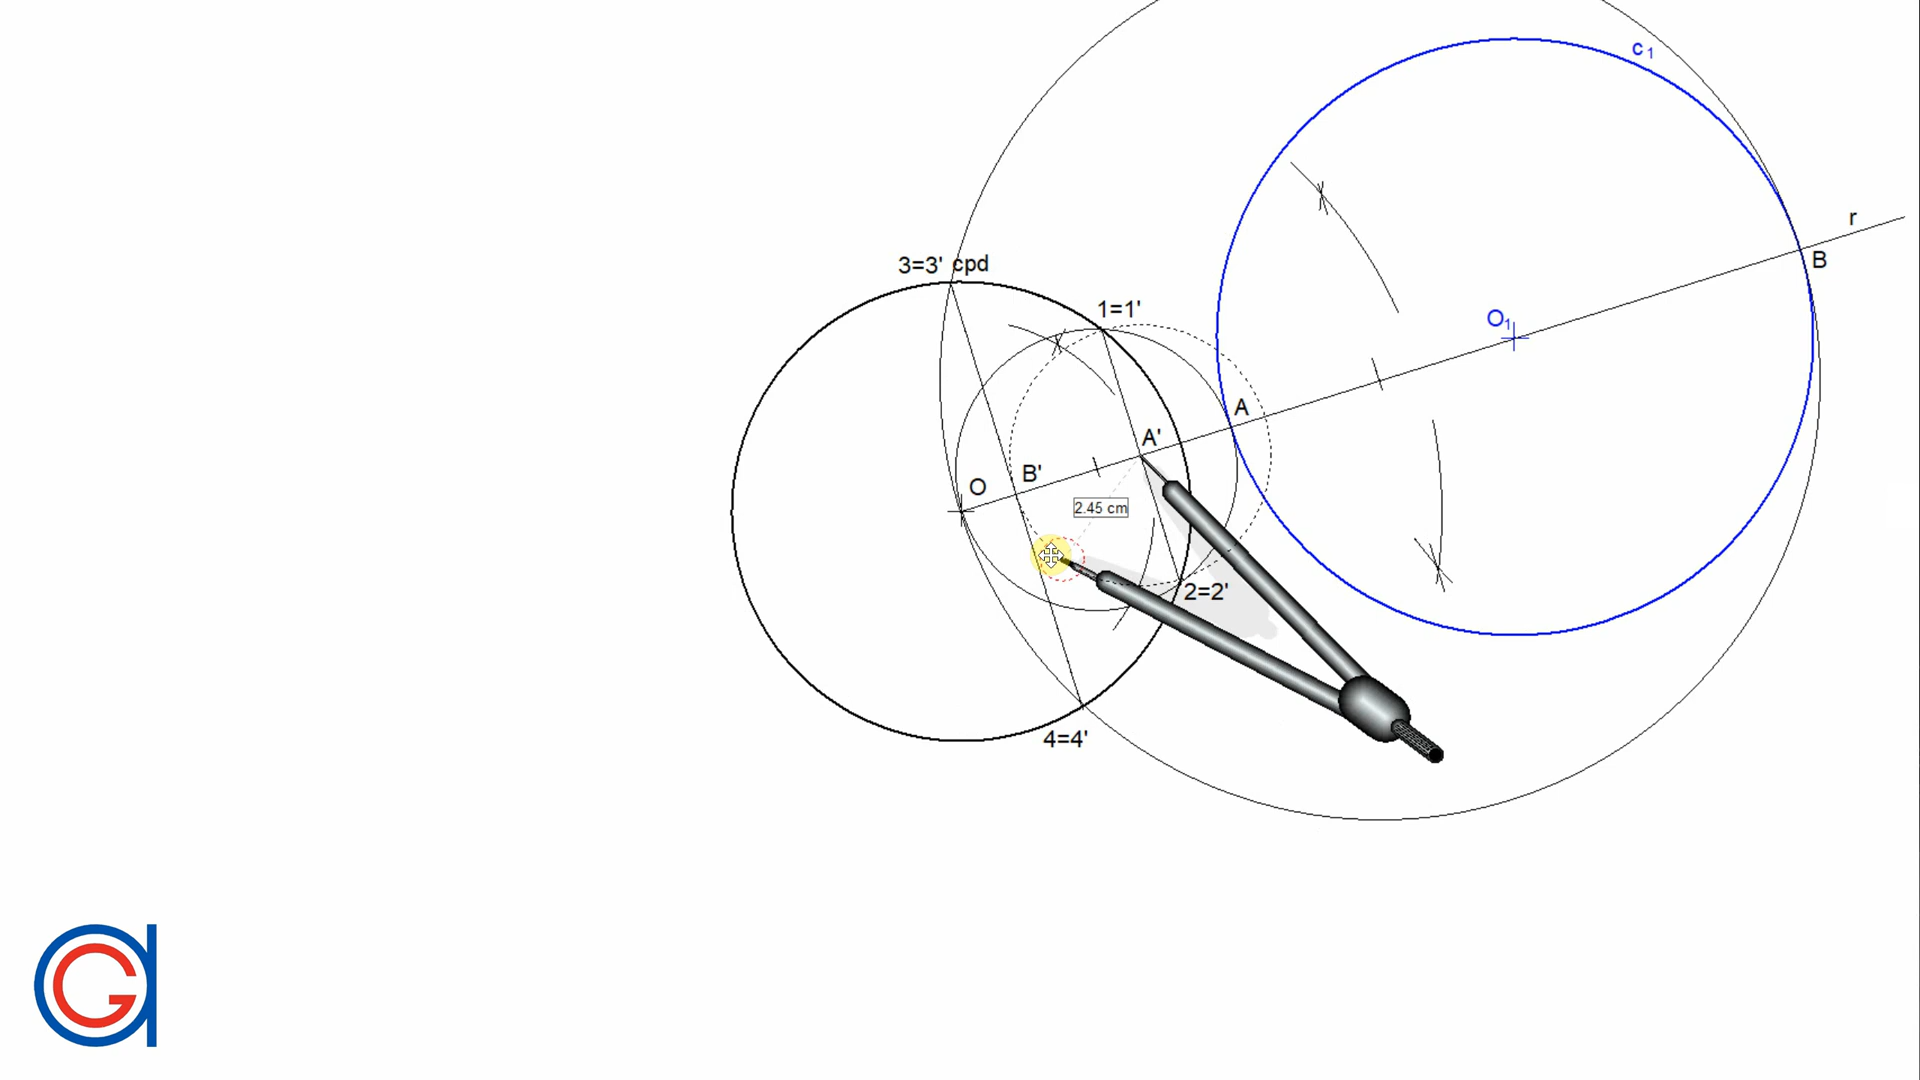 c₁
r
B
3=3' cpd
1=1'
O₁
A
A'
B'
O
2.45 cm
2=2'
4=4'